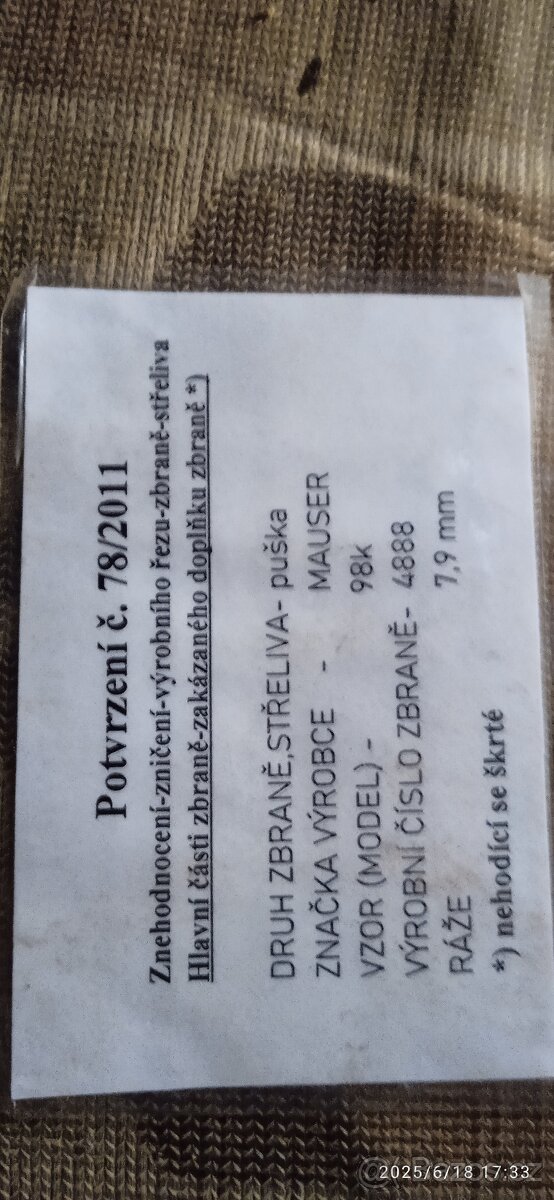 Potvrzení č. 78/2011
Znehodnocení-zničení-výrobního řezu-zbraně-střeliva
Hlavní části zbraně-zakázaného doplňku zbraně *)
DRUH ZBRANĚ,STŘELIVA- puška
ZNAČKA VÝROBCE - MAUSER
VZOR (MODEL) - 98k
VÝROBNÍ ČÍSLO ZBRANĚ- 4888
RÁŽE 7,9 mm
*) nehodící se škrté
2025/6/18 17:33